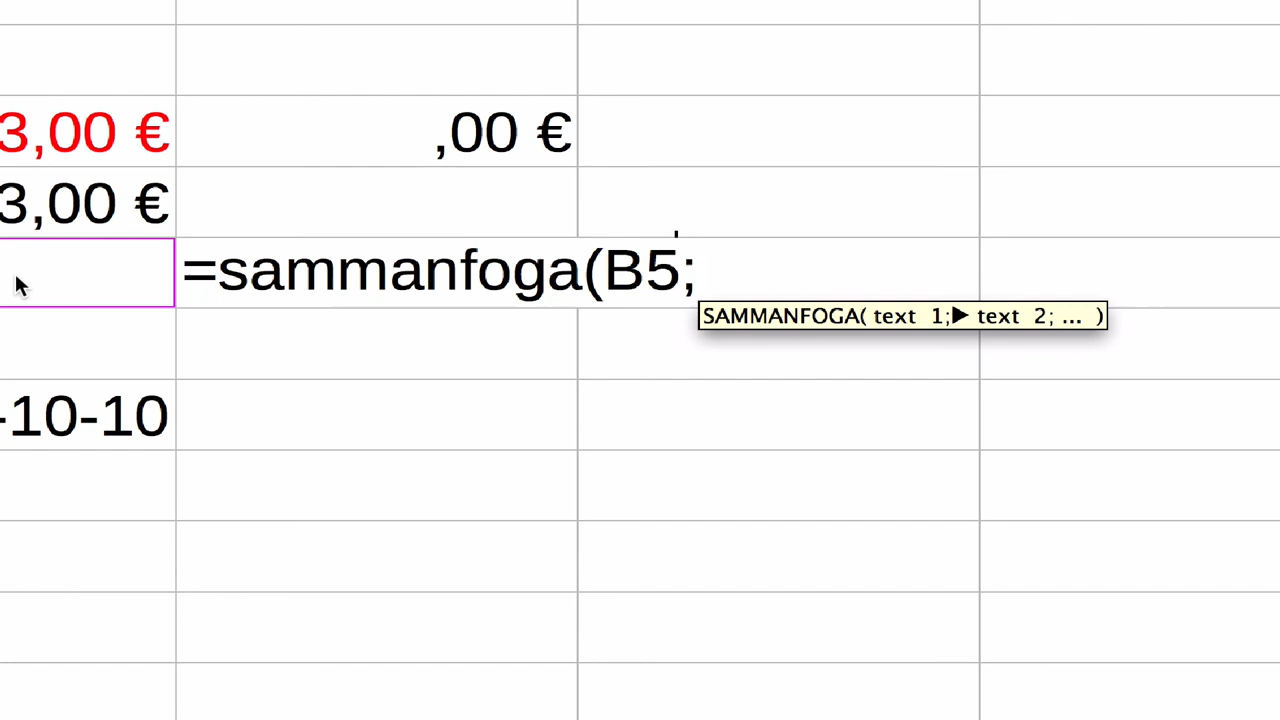 3,00 € ,00 €
3,00 €
=sammanfoga(B5;
SAMMANFOGA( text 1; text 2; ... )
-10-10